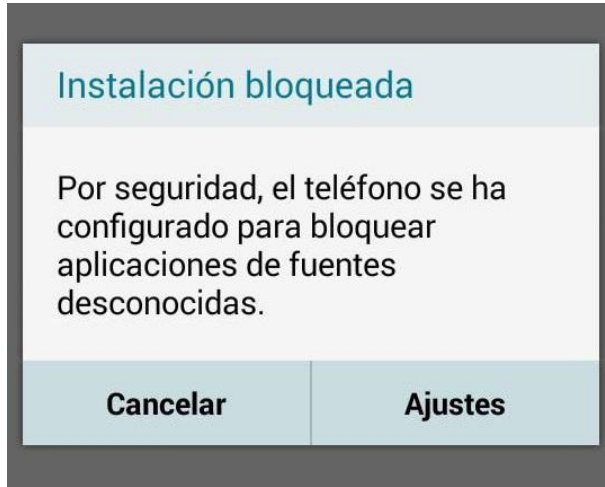 Instalación bloqueada
Por seguridad, el teléfono se ha
configurado para bloquear
aplicaciones de fuentes
desconocidas.
Cancelar
Ajustes